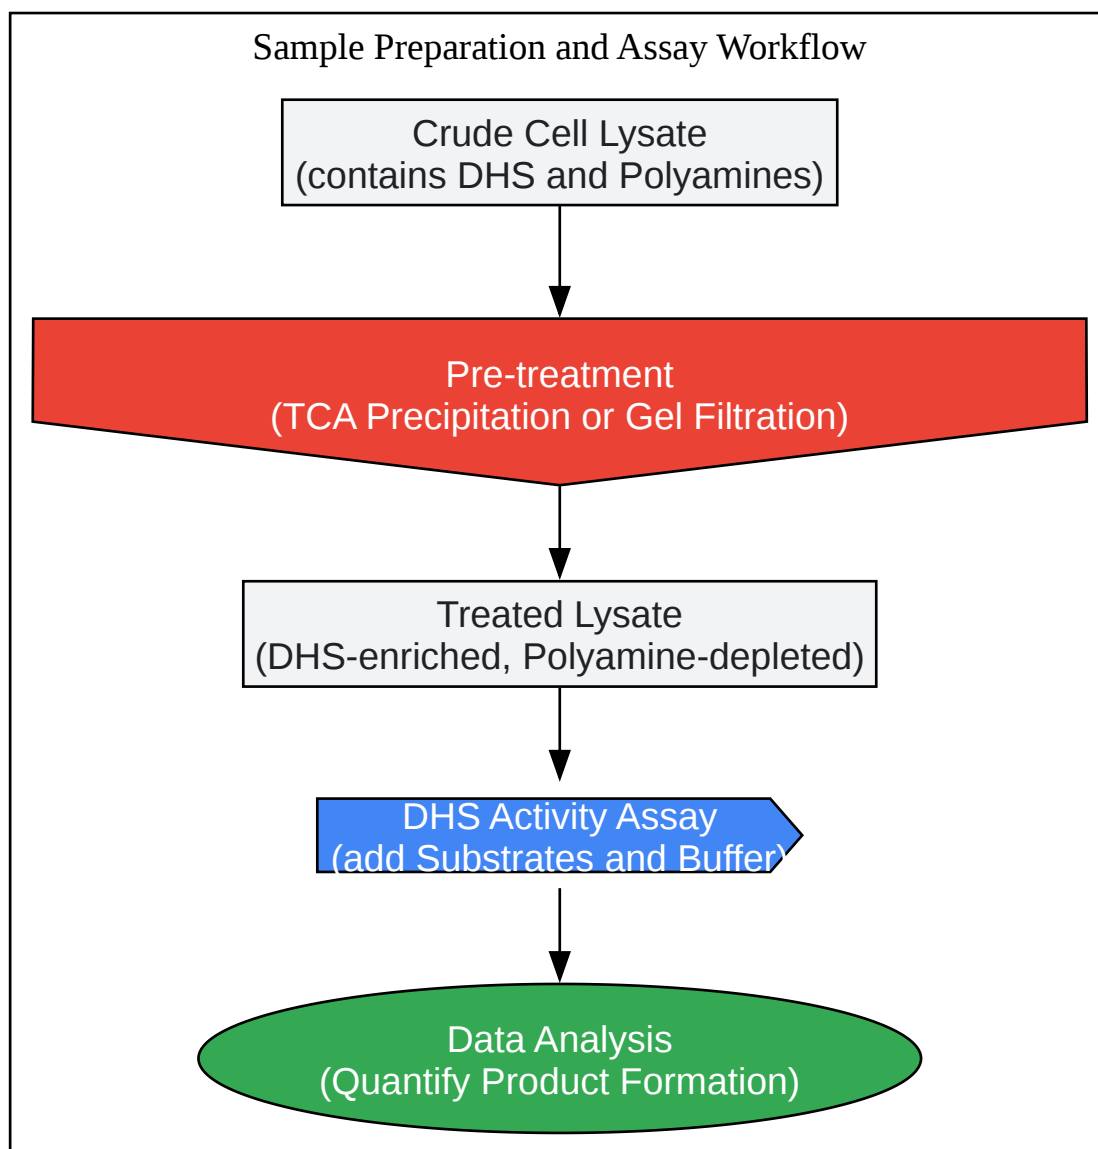 Sample Preparation and Assay Workflow
Crude Cell Lysate
(contains DHS and Polyamines)
Pre-treatment
(TCA Precipitation or Gel Filtration)
Treated Lysate
(DHS-enriched, Polyamine-depleted)
DHS Activity Assay
(add Substrates and Buffer)
Data Analysis
(Quantify Product Formation)